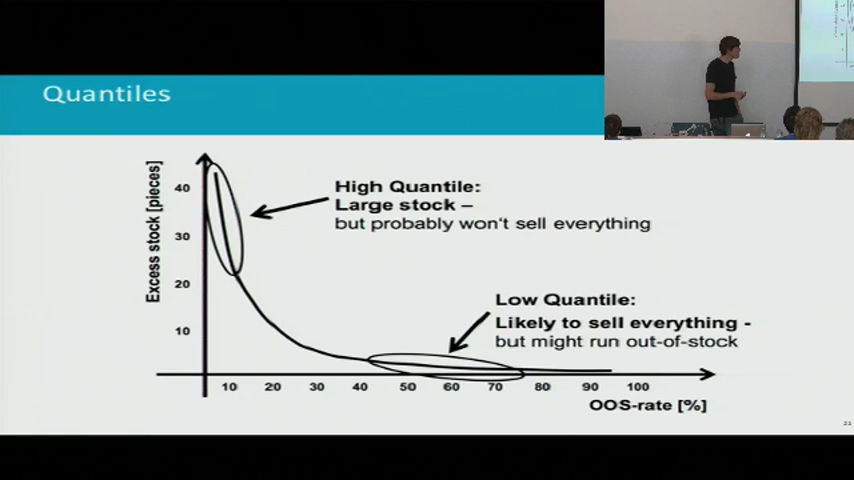 Quantiles
Excess stock [pieces]
40
30
20
10
High Quantile:
Large stock –
but probably won't sell everything
Low Quantile:
Likely to sell everything -
but might run out-of-stock
10 20 30 40 50 60 70 80 90 100
OOS-rate [%]
21